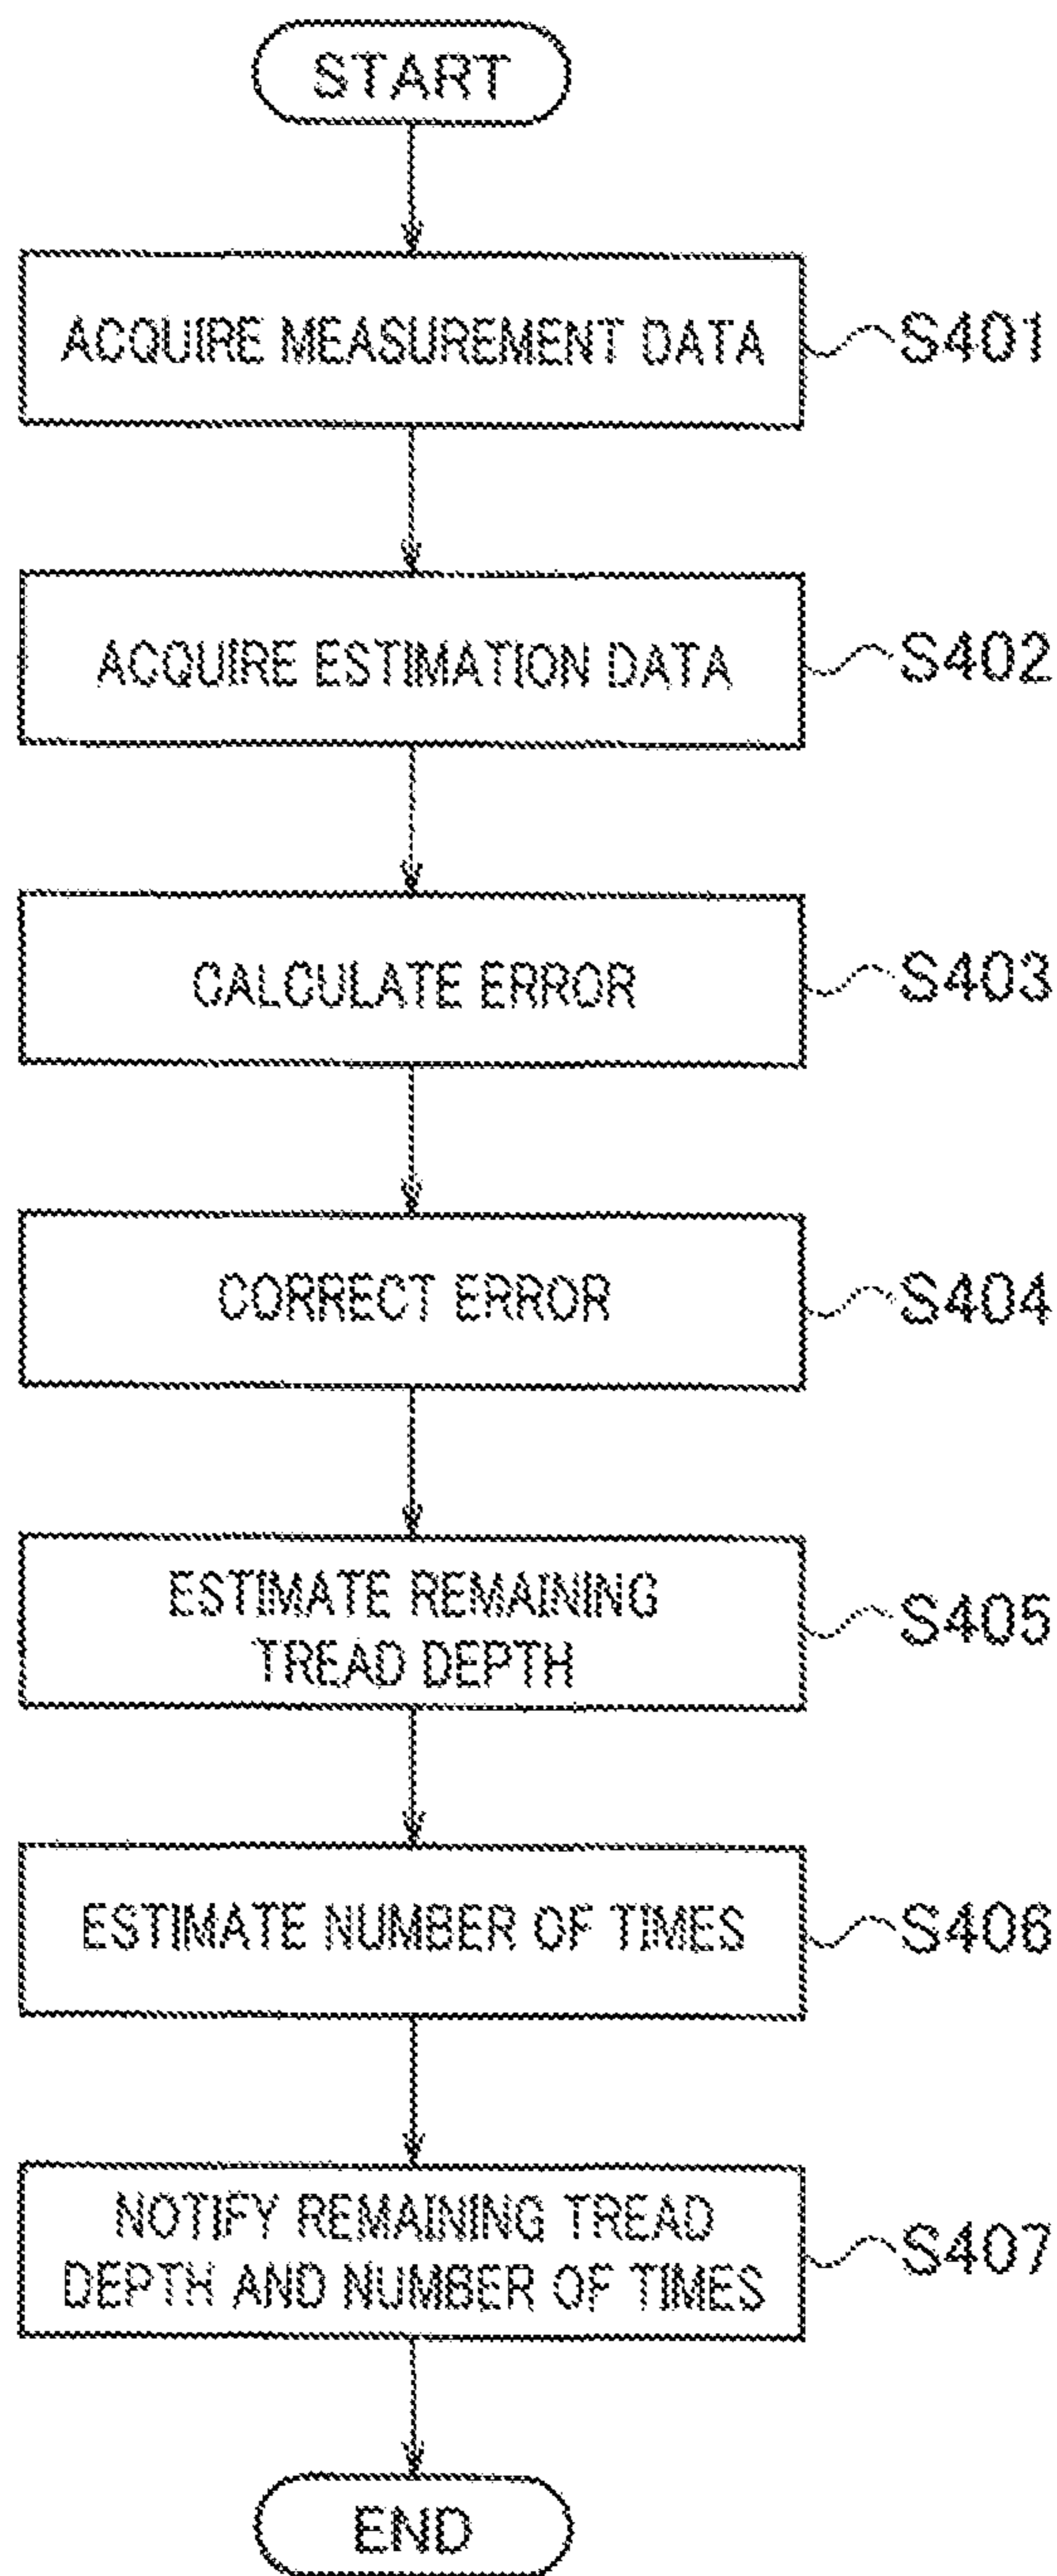 START
ACQUIRE MEASUREMENT DATA
S401
ACQUIRE ESTIMATION DATA
S402
CALCULATE ERROR
S403
CORRECT ERROR
S404
ESTIMATE REMAINING
TREAD DEPTH
S405
ESTIMATE NUMBER OF TIMES
S406
NOTIFY REMAINING TREAD
DEPTH AND NUMBER OF TIMES
S407
END